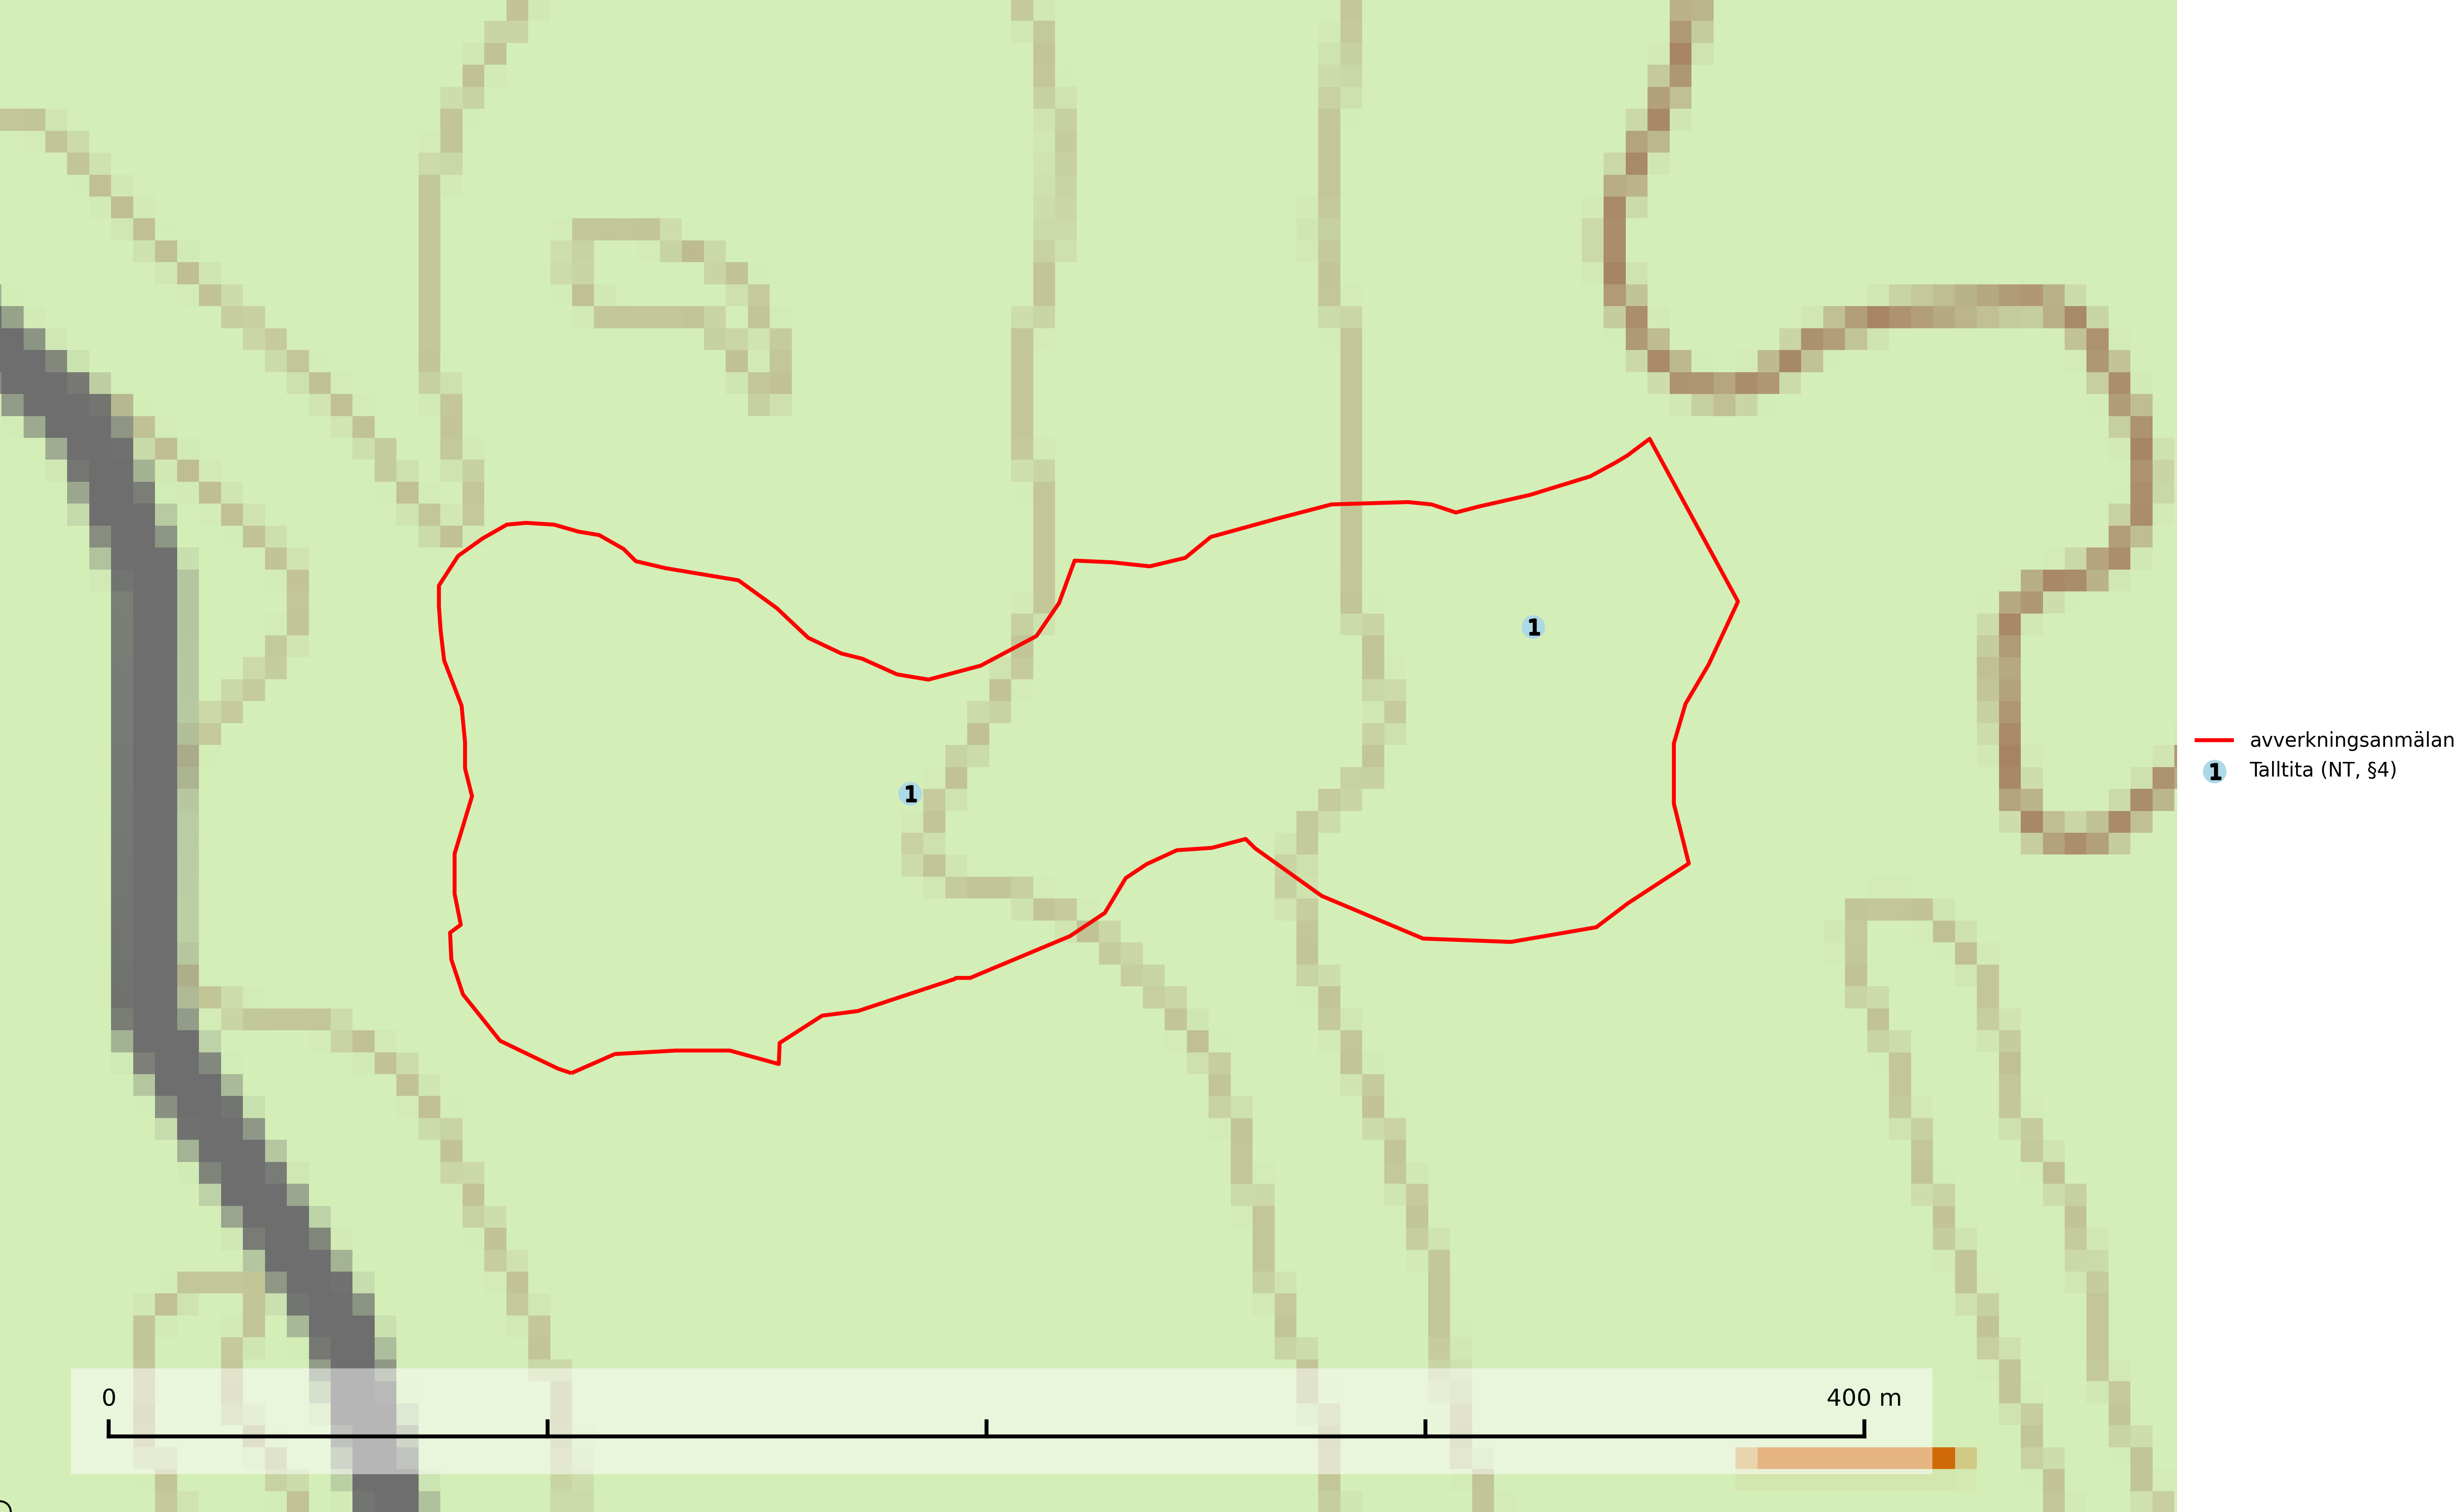 1
1
avverkningsanmälan
1 Talltita (NT, §4)
0 400 m